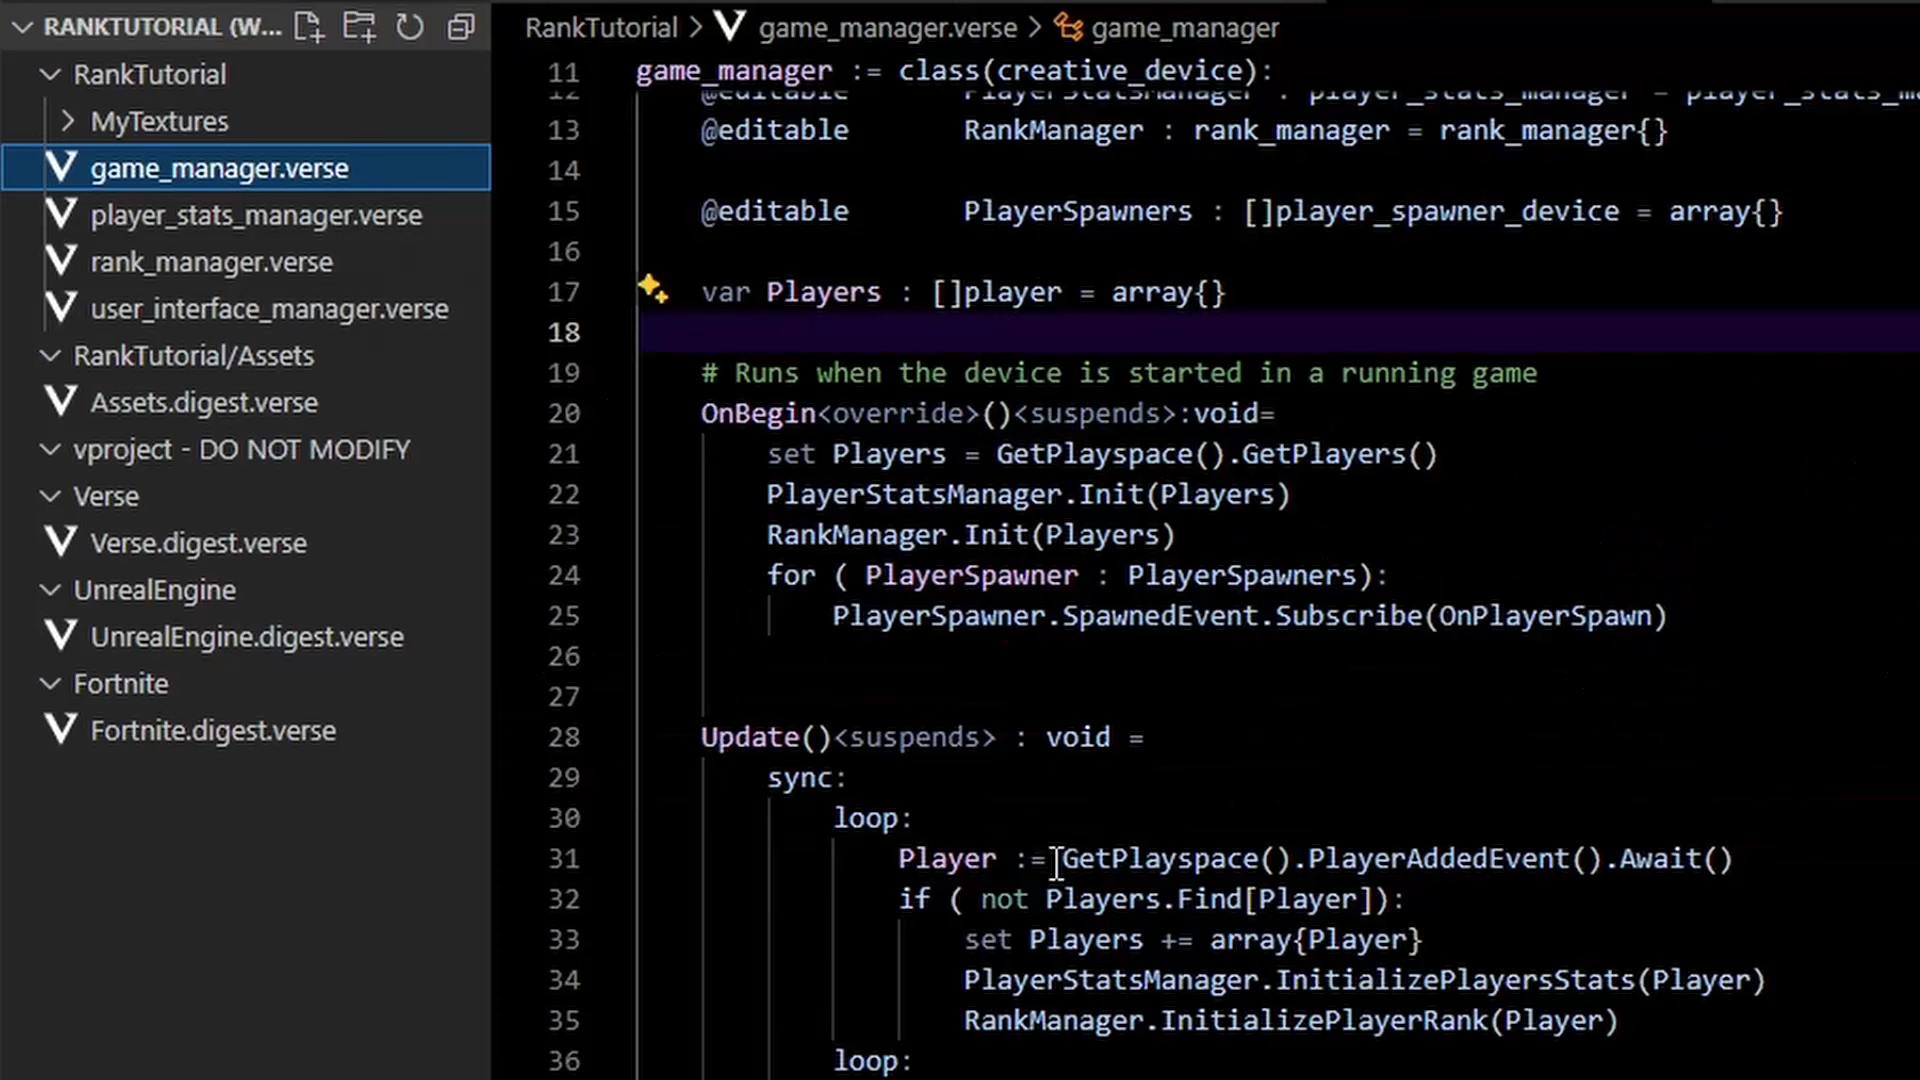 RANKTUTORIAL (W...
RankTutorial
MyTextures
game_manager.verse
player_stats_manager.verse
rank_manager.verse
user_interface_manager.verse
RankTutorial/Assets
Assets.digest.verse
vproject - DO NOT MODIFY
Verse
Verse.digest.verse
UnrealEngine
UnrealEngine.digest.verse
Fortnite
Fortnite.digest.verse
RankTutorial > game_manager.verse > game_manager
11 game_manager := class(creative_device):
12 @editable PlayerStatsManager : player_stats_manager = player_stats_m
13 @editable RankManager : rank_manager = rank_manager{}
14
15 @editable PlayerSpawners : []player_spawner_device = array{}
16
17 var Players : []player = array{}
18
19 # Runs when the device is started in a running game
20 OnBegin<override>()<suspends>:void=
21 set Players = GetPlayspace().GetPlayers()
22 PlayerStatsManager.Init(Players)
23 RankManager.Init(Players)
24 for ( PlayerSpawner : PlayerSpawners):
25 PlayerSpawner.SpawnedEvent.Subscribe(OnPlayerSpawn)
26
27
28 Update()<suspends> : void =
29 sync:
30 loop:
31 Player := GetPlayspace().PlayerAddedEvent().Await()
32 if ( not Players.Find[Player]):
33 set Players += array{Player}
34 PlayerStatsManager.InitializePlayersStats(Player)
35 RankManager.InitializePlayerRank(Player)
36 loop: